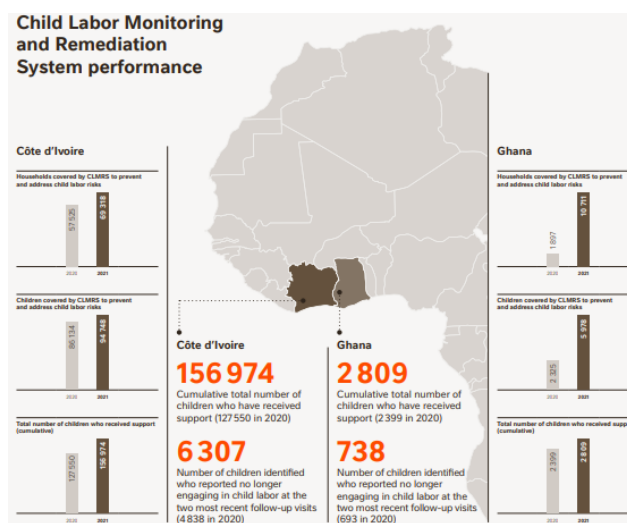 Child Labor Monitoring
and Remediation
System performance
Côte d’Ivoire
Households covered by CLMRS to prevent
and address child labor risks
57 525
69 318
2020
2021
Children covered by CLMRS to prevent
and address child labor risks
86 134
94 748
2020
2021
Total number of children who received support
(cumulative)
127 550
156 974
2020
2021
Côte d’Ivoire
156 974
Cumulative total number of
children who have received
support (127 550 in 2020)
6 307
Number of children identified
who reported no longer
engaging in child labor at the
two most recent follow-up visits
(4 838 in 2020)
Ghana
2 809
Cumulative total number of
children who have received
support (2 399 in 2020)
738
Number of children identified
who reported no longer
engaging in child labor at the
two most recent follow-up visits
(693 in 2020)
Ghana
Households covered by CLMRS to prevent
and address child labor risks
1 897
10 711
2020
2021
Children covered by CLMRS to prevent
and address child labor risks
2 325
5 978
2020
2021
Total number of children who received support
(cumulative)
2 399
2 809
2020
2021